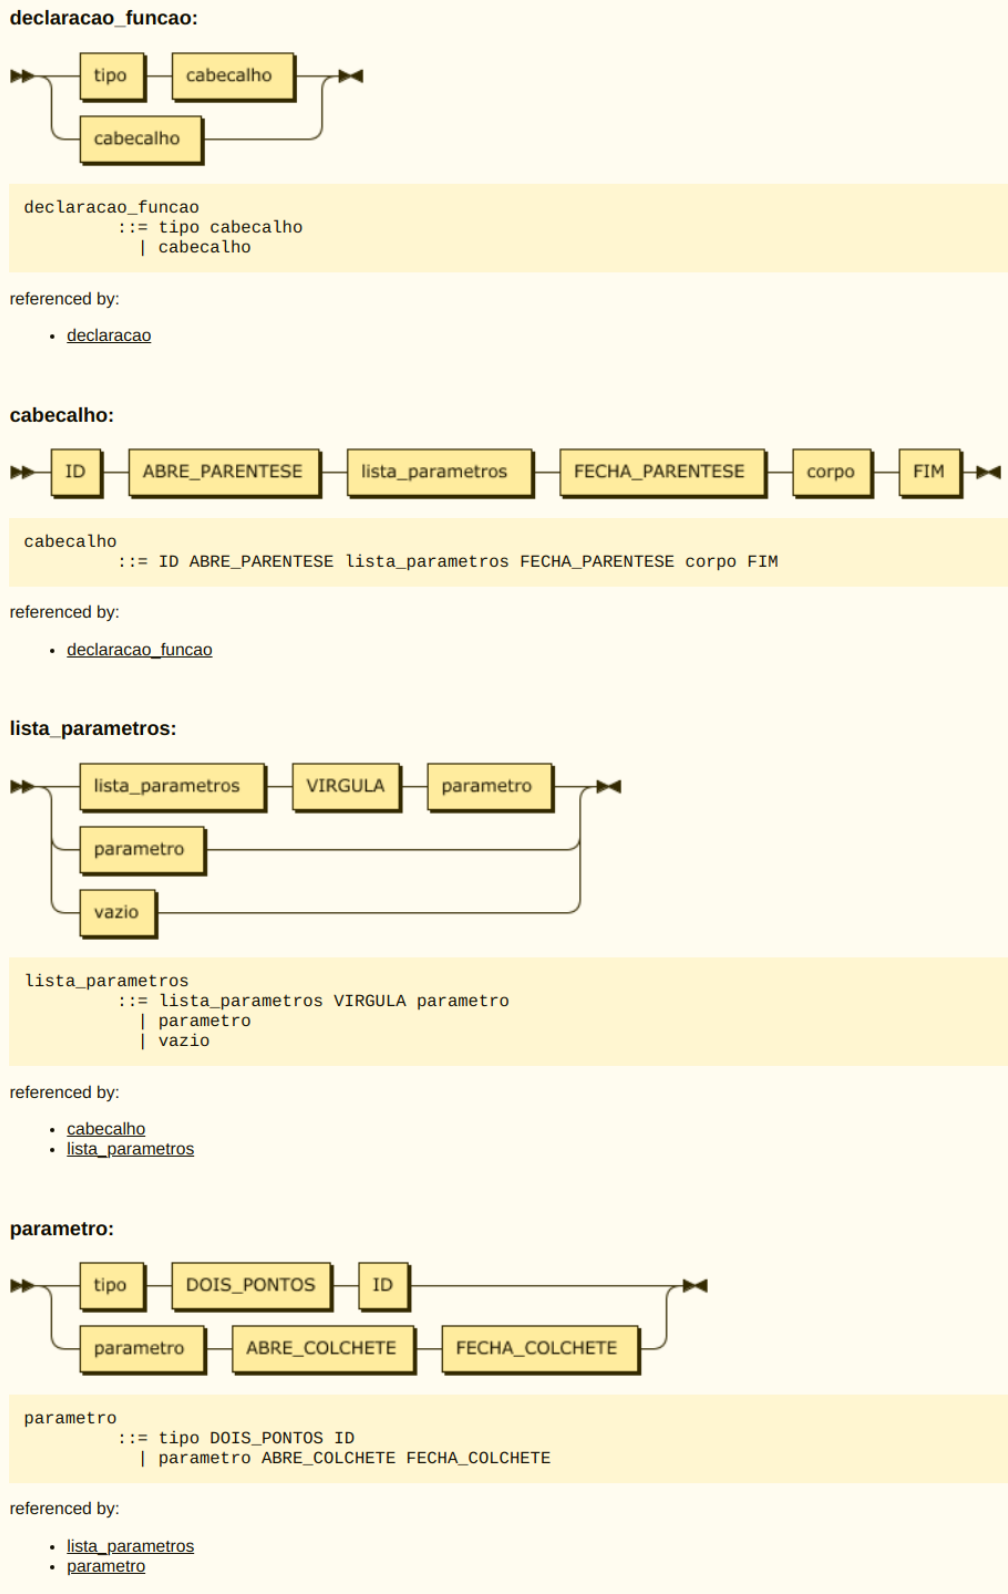 declaracao_funcao:
tipo cabecalho
cabecalho
declaracao_funcao
::= tipo cabecalho
| cabecalho
referenced by:
• declaracao
cabecalho:
ID ABRE_PARENTESE lista_parametros FECHA_PARENTESE corpo FIM
cabecalho
::= ID ABRE_PARENTESE lista_parametros FECHA_PARENTESE corpo FIM
referenced by:
• declaracao_funcao
lista_parametros:
lista_parametros VIRGULA parametro
parametro
vazio
lista_parametros
::= lista_parametros VIRGULA parametro
| parametro
| vazio
referenced by:
• cabecalho
• lista_parametros
parametro:
tipo DOIS_PONTOS ID
parametro ABRE_COLCHETE FECHA_COLCHETE
parametro
::= tipo DOIS_PONTOS ID
| parametro ABRE_COLCHETE FECHA_COLCHETE
referenced by:
• lista_parametros
• parametro